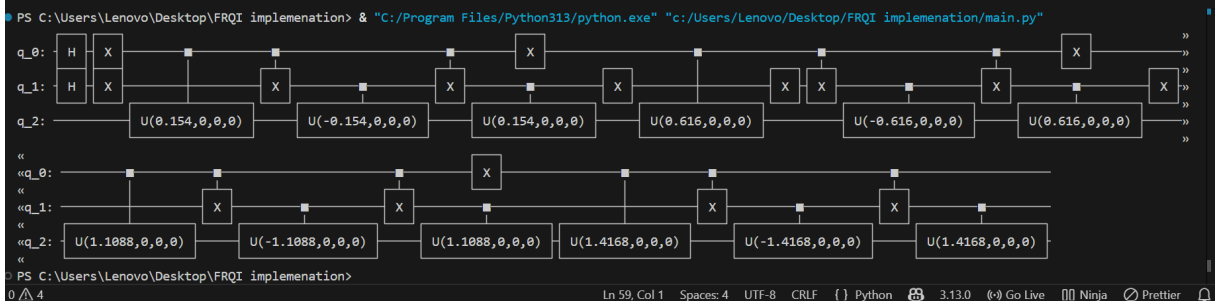 PS C:\Users\Lenovo\Desktop\FRQI implemenation> & "C:/Program Files/Python313/python.exe" "c:/Users/Lenovo/Desktop/FRQI implemenation/main.py"
»
q_0: H X X X »
»
q_1: H X X X X X X X X »
»
q_2: U(0.154,0,0,0) U(-0.154,0,0,0) U(0.154,0,0,0) U(0.616,0,0,0) U(-0.616,0,0,0) U(0.616,0,0,0) »
»
«
«q_0: X
«
«q_1: X X X X
«
«q_2: U(1.1088,0,0,0) U(-1.1088,0,0,0) U(1.1088,0,0,0) U(1.4168,0,0,0) U(-1.4168,0,0,0) U(1.4168,0,0,0)
«
PS C:\Users\Lenovo\Desktop\FRQI implemenation>
0 4 Ln 59, Col 1 Spaces: 4 UTF-8 CRLF { } Python 3.13.0 Go Live Ninja Prettier